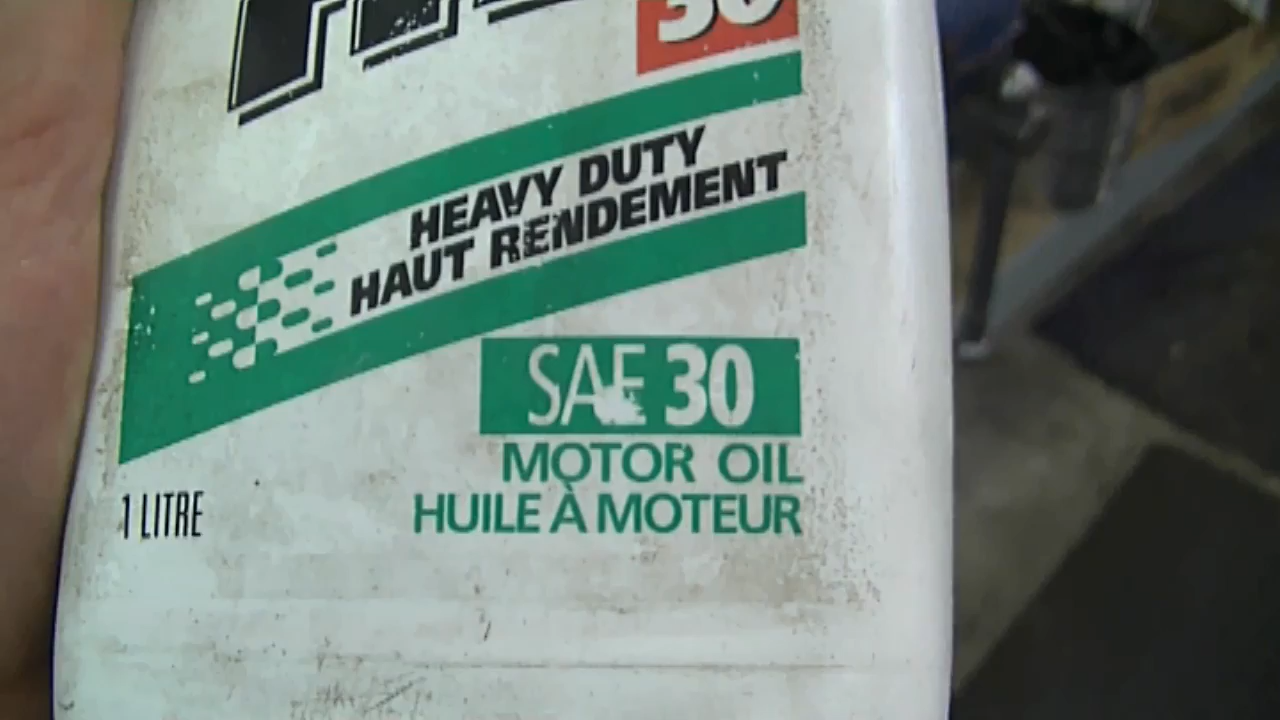 30
HEAVY DUTY
HAUT RENDEMENT
SAE 30
MOTOR OIL
HUILE À MOTEUR
1 LITRE